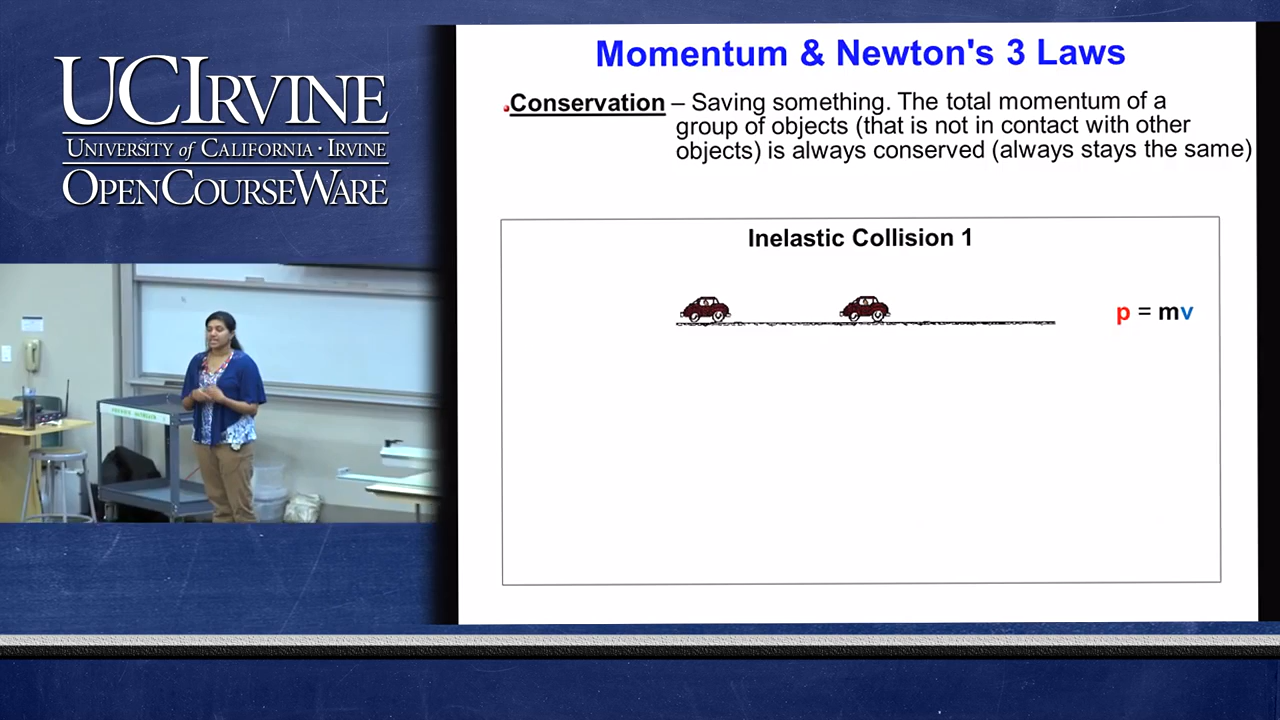 UCIRVINE
UNIVERSITY of CALIFORNIA · IRVINE
OPENCOURSEWARE
Momentum & Newton's 3 Laws
Conservation – Saving something. The total momentum of a
group of objects (that is not in contact with other
objects) is always conserved (always stays the same)
Inelastic Collision 1
p = mv